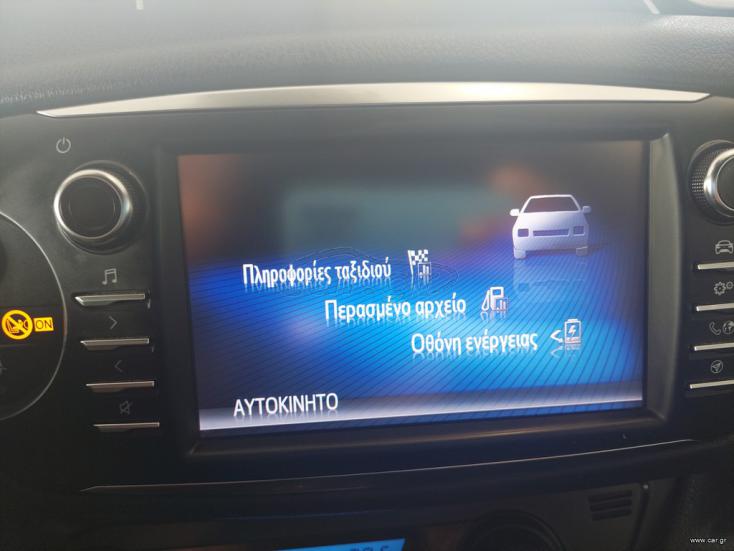 Πληροφορίες ταξιδιού
Περασμένο αρχείο
Οθόνη ενέργειας
ΑΥΤΟΚΙΝΗΤΟ
ON
www.car.gr